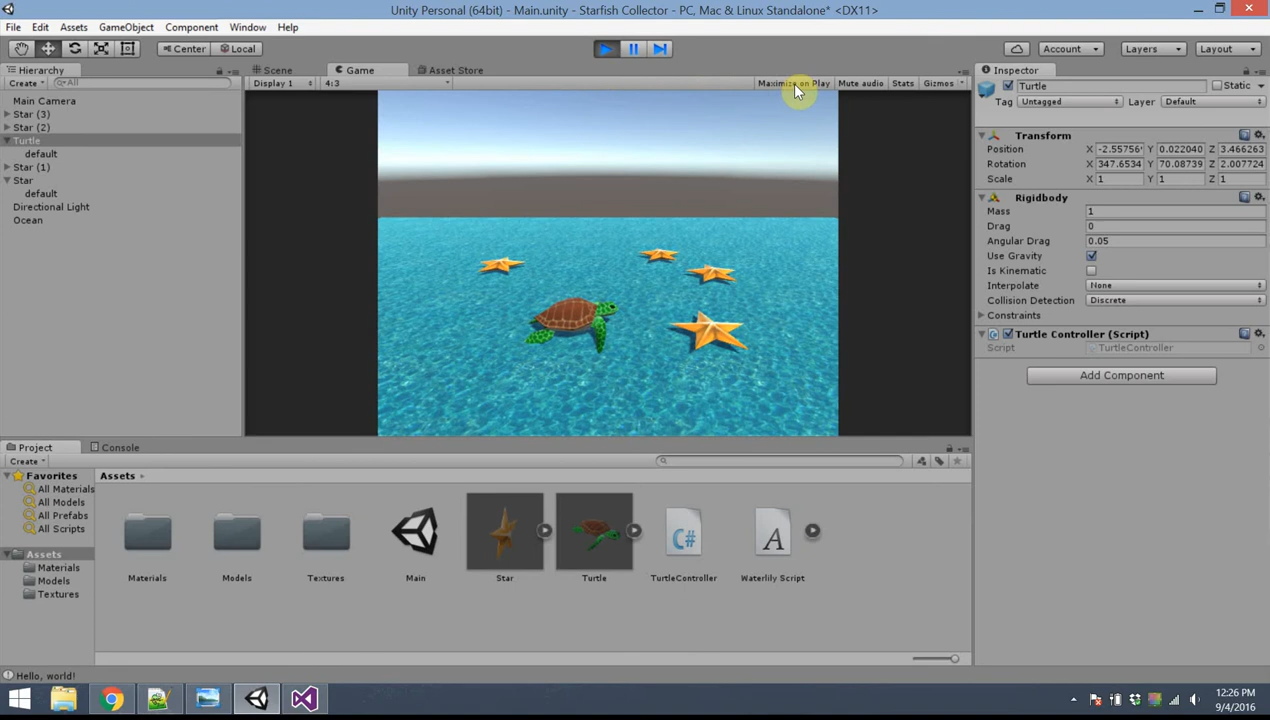 Unity Personal (64bit) - Main.unity - Starfish Collector - PC, Mac & Linux Standalone* <DX11>
File Edit Assets GameObject Component Window Help
Center Local Account Layers Layout
Hierarchy Scene Game Asset Store Inspector
Create All Display 1 4:3 Maximize on Play Mute audio Stats Gizmos Turtle Static
Main Camera Tag Untagged Layer Default
Star (3)
Star (2)
Turtle Transform
default Position X -2.5575 Y 0.022040 Z 3.466263
Star (1) Rotation X 347.6534 Y 70.08739 Z 2.007724
Star Scale X 1 Y 1 Z 1
default Rigidbody
Directional Light Mass 1
Ocean Drag 0
Angular Drag 0.05
Use Gravity
Is Kinematic
Interpolate None
Collision Detection Discrete
Constraints
Turtle Controller (Script)
Script TurtleController
Add Component
Project Console
Create
Favorites Assets
All Materials
All Models
All Prefabs
All Scripts
Assets
Materials
Models
Textures
Materials Models Textures Main Star Turtle TurtleController Waterlily Script
C#
A
Hello, world!
12:26 PM
9/4/2016